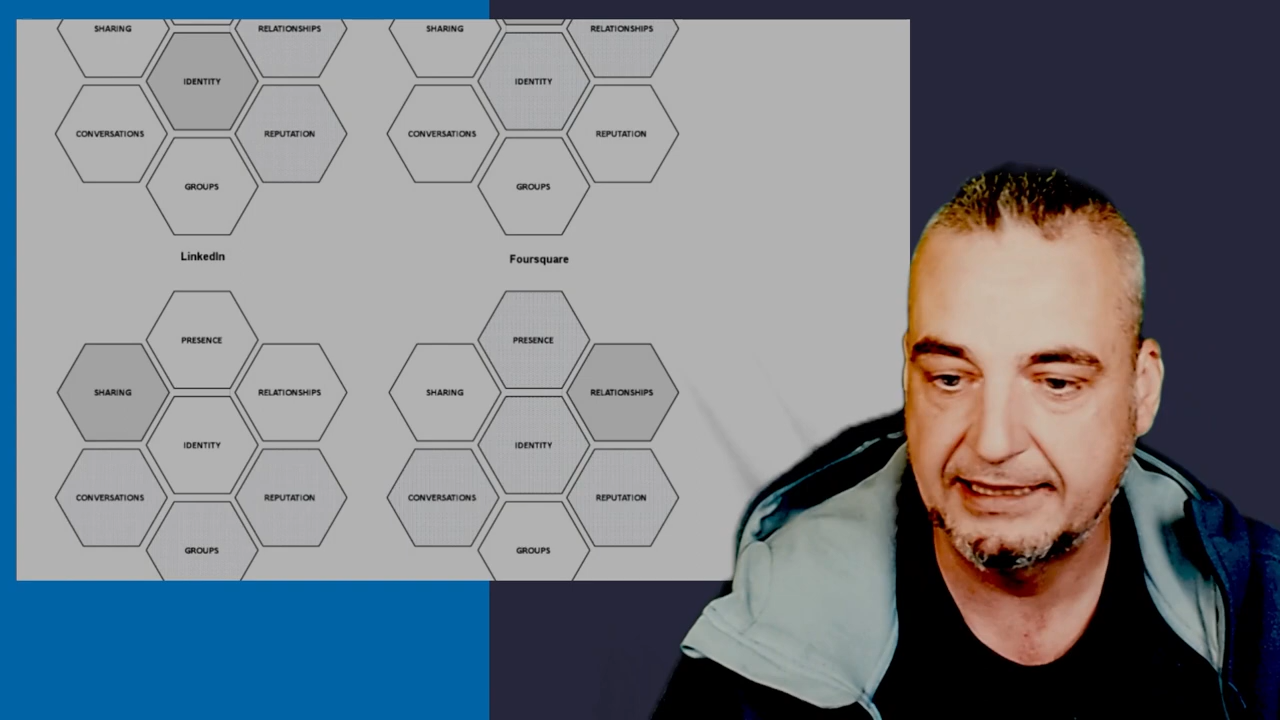 SHARING
RELATIONSHIPS
SHARING
RELATIONSHIPS
IDENTITY
IDENTITY
CONVERSATIONS
REPUTATION
CONVERSATIONS
REPUTATION
GROUPS
GROUPS
LinkedIn
Foursquare
PRESENCE
PRESENCE
SHARING
RELATIONSHIPS
SHARING
RELATIONSHIPS
IDENTITY
IDENTITY
CONVERSATIONS
REPUTATION
CONVERSATIONS
REPUTATION
GROUPS
GROUPS